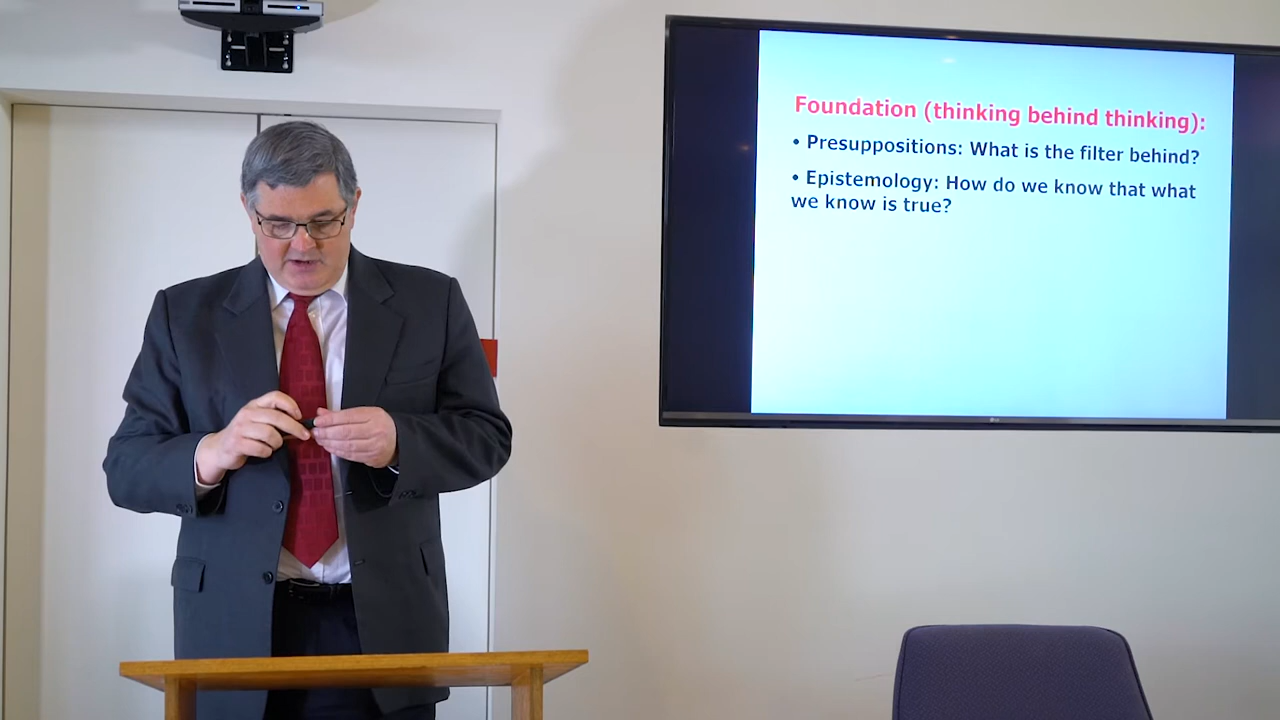 Foundation (thinking behind thinking):
• Presuppositions: What is the filter behind?
• Epistemology: How do we know that what
we know is true?
LG